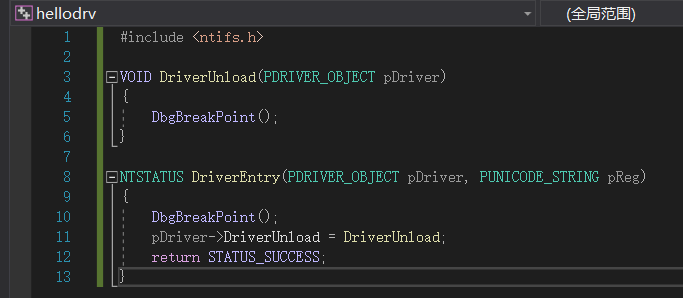 hellodrv (全局范围)
1 #include <ntifs.h>
2
3 VOID DriverUnload(PDRIVER_OBJECT pDriver)
4 {
5 DbgBreakPoint();
6 }
7
8 NTSTATUS DriverEntry(PDRIVER_OBJECT pDriver, PUNICODE_STRING pReg)
9 {
10 DbgBreakPoint();
11 pDriver->DriverUnload = DriverUnload;
12 return STATUS_SUCCESS;
13 }